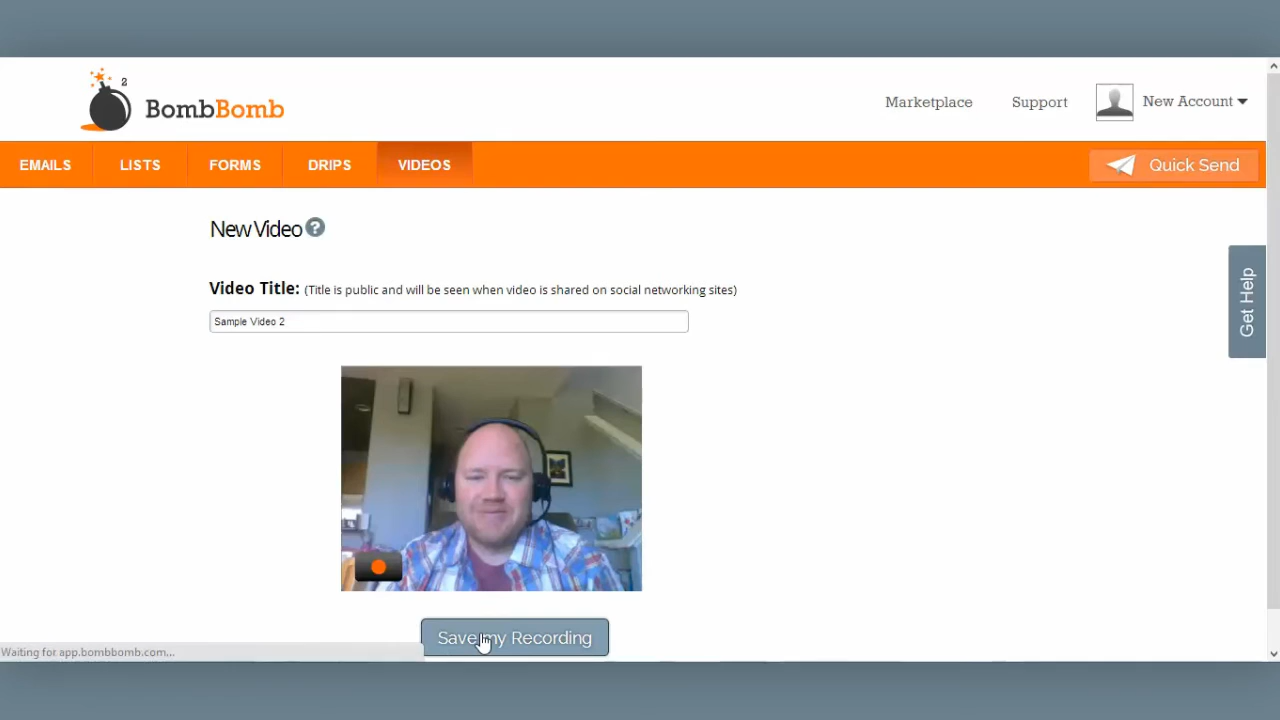 2
BombBomb
Marketplace
Support
New Account
EMAILS
LISTS
FORMS
DRIPS
VIDEOS
Quick Send
New Video ?
Video Title: (Title is public and will be seen when video is shared on social networking sites)
Sample Video 2
Get Help
Save my Recording
Waiting for app.bombbomb.com...